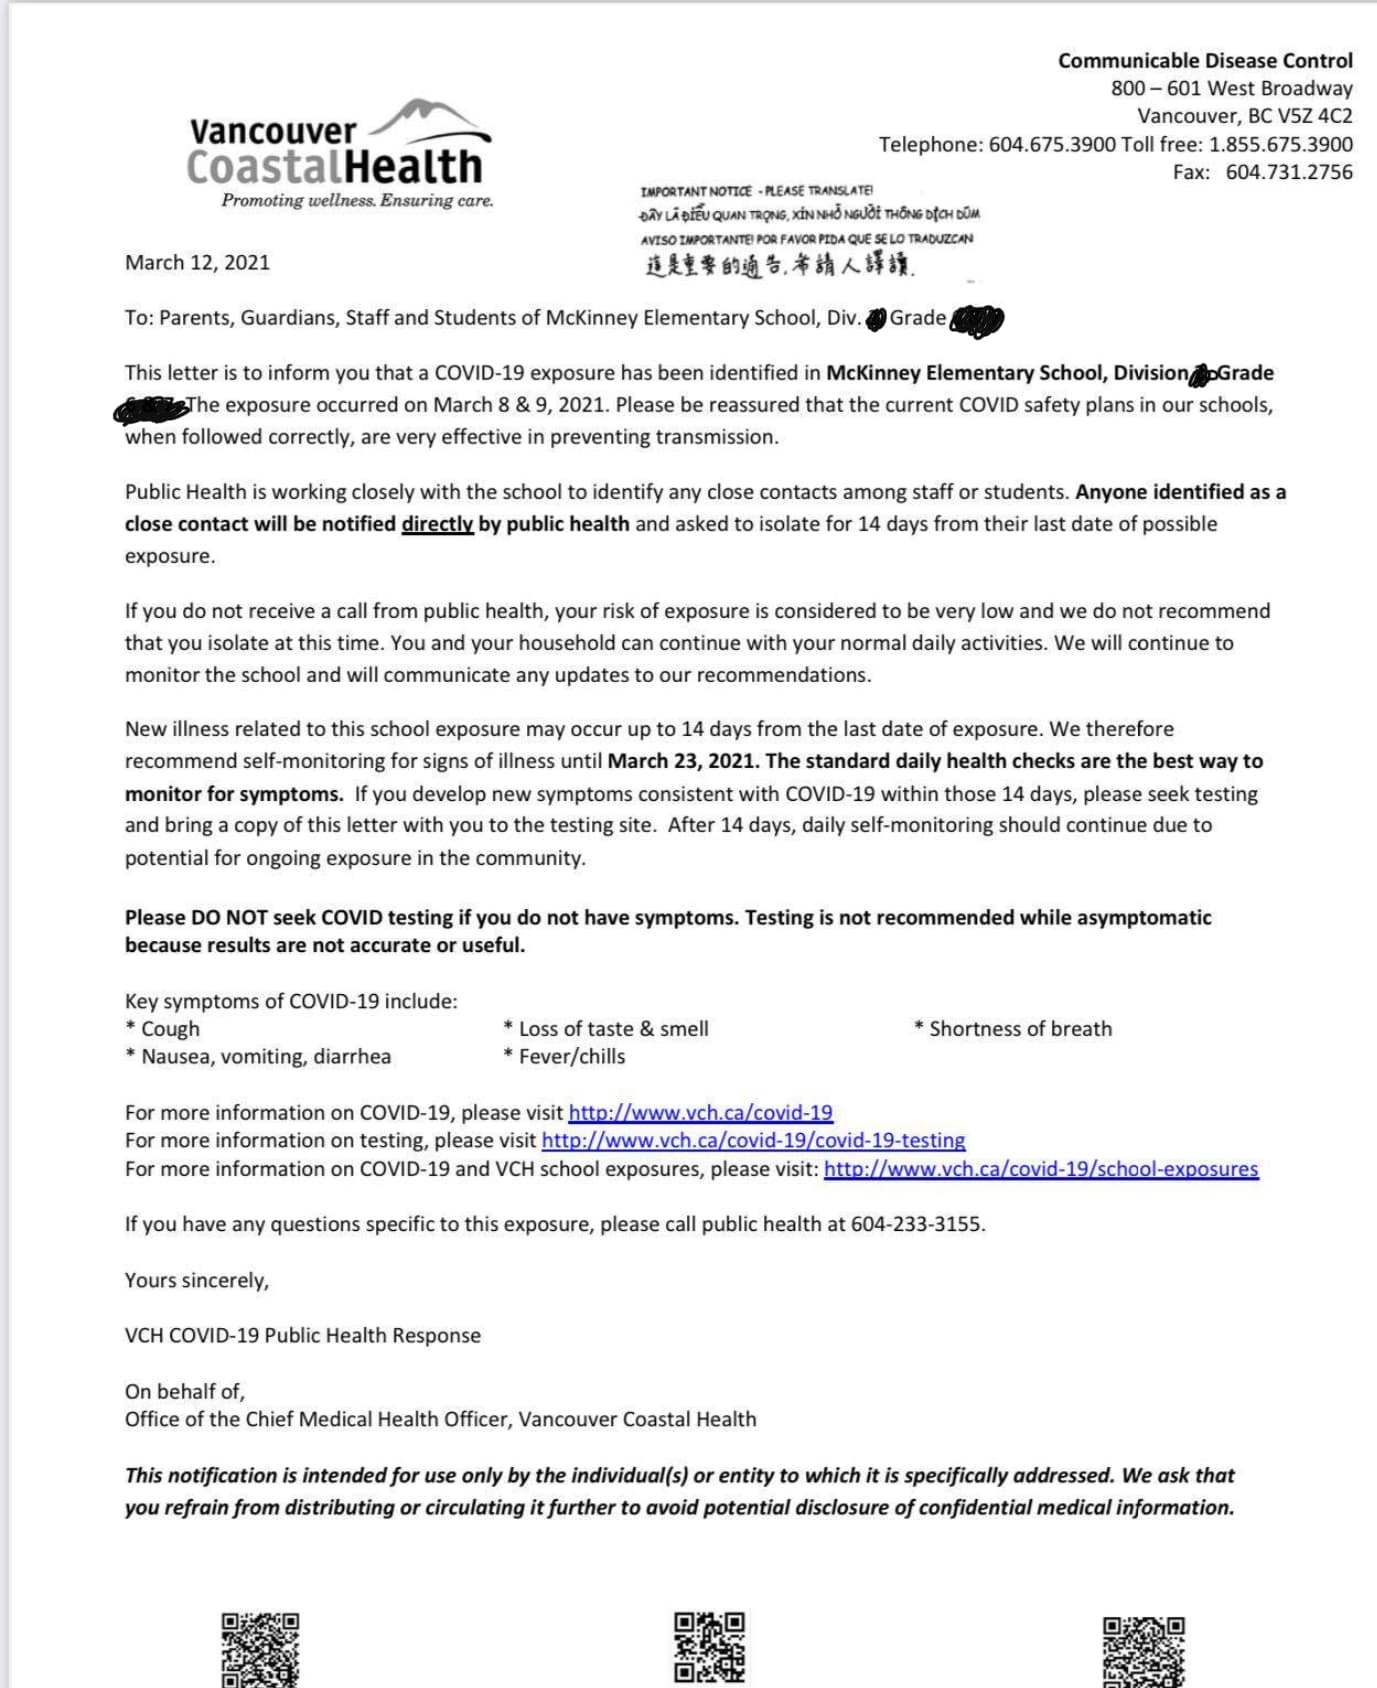 Communicable Disease Control
800 – 601 West Broadway
Vancouver, BC V5Z 4C2
Telephone: 604.675.3900 Toll free: 1.855.675.3900
Fax: 604.731.2756
Vancouver
CoastalHealth
Promoting wellness. Ensuring care.
IMPORTANT NOTICE - PLEASE TRANSLATE!
ĐÂY LÀ ĐIỀU QUAN TRỌNG, XÍN NHỜ NGƯỜI THÔNG DỊCH DÙM
AVISO IMPORTANTE! POR FAVOR PIDA QUE SE LO TRADUZCAN
這是重要的通告,希請人譯讀.
March 12, 2021
To: Parents, Guardians, Staff and Students of McKinney Elementary School, Div. Grade
This letter is to inform you that a COVID-19 exposure has been identified in McKinney Elementary School, Division Grade
The exposure occurred on March 8 & 9, 2021. Please be reassured that the current COVID safety plans in our schools,
when followed correctly, are very effective in preventing transmission.
Public Health is working closely with the school to identify any close contacts among staff or students. Anyone identified as a
close contact will be notified directly by public health and asked to isolate for 14 days from their last date of possible
exposure.
If you do not receive a call from public health, your risk of exposure is considered to be very low and we do not recommend
that you isolate at this time. You and your household can continue with your normal daily activities. We will continue to
monitor the school and will communicate any updates to our recommendations.
New illness related to this school exposure may occur up to 14 days from the last date of exposure. We therefore
recommend self-monitoring for signs of illness until March 23, 2021. The standard daily health checks are the best way to
monitor for symptoms. If you develop new symptoms consistent with COVID-19 within those 14 days, please seek testing
and bring a copy of this letter with you to the testing site. After 14 days, daily self-monitoring should continue due to
potential for ongoing exposure in the community.
Please DO NOT seek COVID testing if you do not have symptoms. Testing is not recommended while asymptomatic
because results are not accurate or useful.
Key symptoms of COVID-19 include:
* Cough * Loss of taste & smell * Shortness of breath
* Nausea, vomiting, diarrhea * Fever/chills
For more information on COVID-19, please visit http://www.vch.ca/covid-19
For more information on testing, please visit http://www.vch.ca/covid-19/covid-19-testing
For more information on COVID-19 and VCH school exposures, please visit: http://www.vch.ca/covid-19/school-exposures
If you have any questions specific to this exposure, please call public health at 604-233-3155.
Yours sincerely,
VCH COVID-19 Public Health Response
On behalf of,
Office of the Chief Medical Health Officer, Vancouver Coastal Health
This notification is intended for use only by the individual(s) or entity to which it is specifically addressed. We ask that
you refrain from distributing or circulating it further to avoid potential disclosure of confidential medical information.